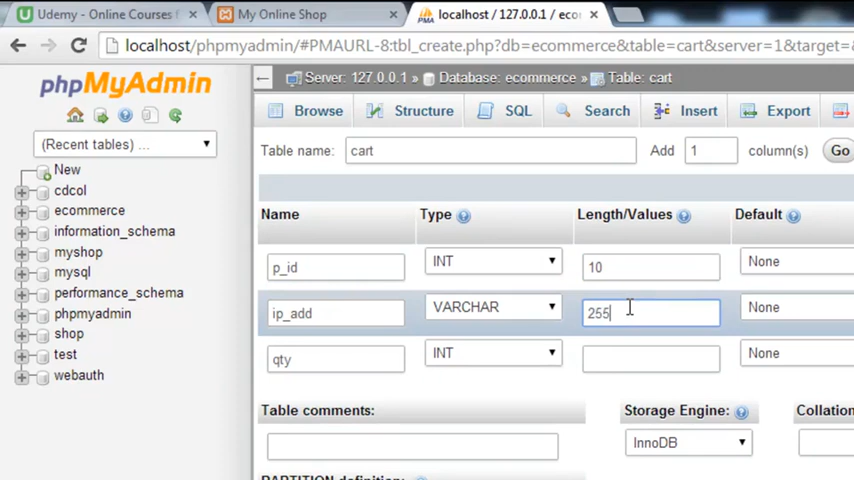 Udemy - Online Courses f
My Online Shop
localhost / 127.0.0.1 / eco
localhost/phpmyadmin/#PMAURL-8:tbl_create.php?db=ecommerce&table=cart&server=1&target=
phpMyAdmin
(Recent tables) ...
New
cdcol
ecommerce
information_schema
myshop
mysql
performance_schema
phpmyadmin
shop
test
webauth
Server: 127.0.0.1 » Database: ecommerce » Table: cart
Browse Structure SQL Search Insert Export
Table name: cart Add 1 column(s) Go
Name Type Length/Values Default
p_id INT 10 None
ip_add VARCHAR 255 None
qty INT None
Table comments: Storage Engine: Collation
InnoDB
PARTITION definition: